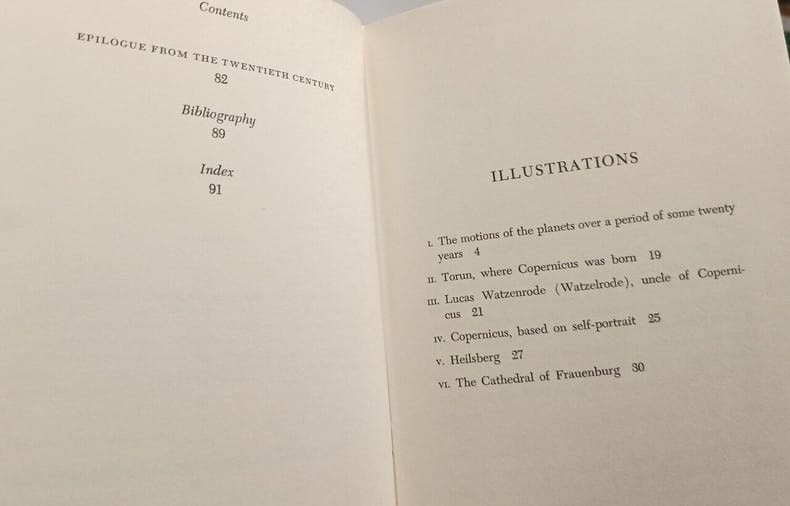 Contents
EPILOGUE FROM THE TWENTIETH CENTURY
82
Bibliography
89
Index
91
ILLUSTRATIONS
I. The motions of the planets over a period of some twenty
years 4
II. Torun, where Copernicus was born 19
III. Lucas Watzenrode (Watzelrode), uncle of Coperni-
cus 21
IV. Copernicus, based on self-portrait 25
V. Heilsberg 27
VI. The Cathedral of Frauenburg 30